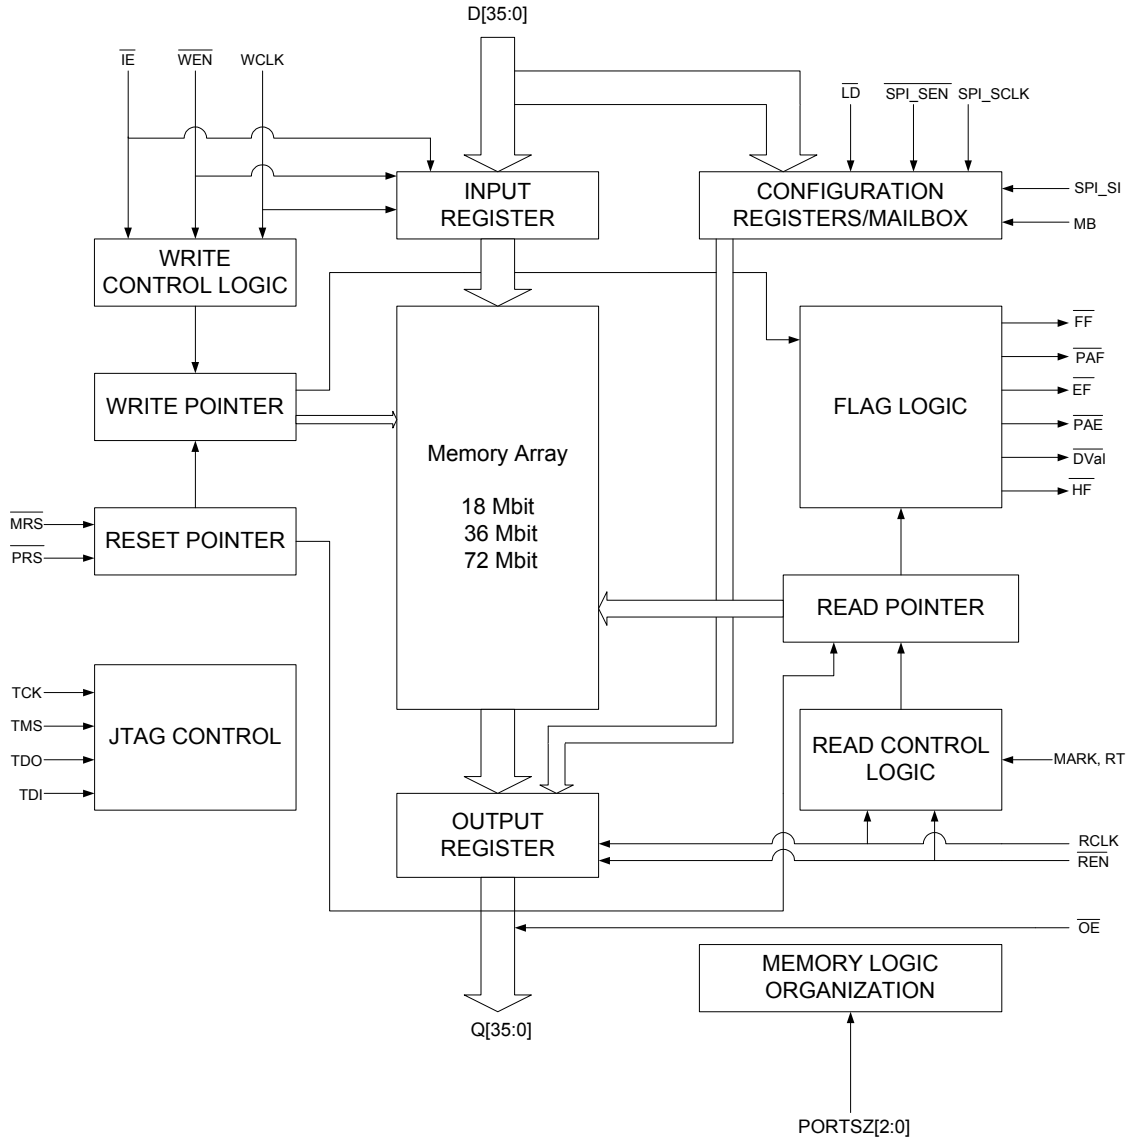 D[35:0]
IE
WEN
WCLK
LD
SPI_SEN
SPI_SCLK
INPUT
REGISTER
CONFIGURATION
REGISTERS/MAILBOX
SPI_SI
MB
WRITE
CONTROL LOGIC
WRITE POINTER
Memory Array
18 Mbit
36 Mbit
72 Mbit
FLAG LOGIC
FF
PAF
EF
PAE
DVal
HF
MRS
PRS
RESET POINTER
READ POINTER
TCK
TMS
TDO
TDI
JTAG CONTROL
READ CONTROL
LOGIC
MARK, RT
OUTPUT
REGISTER
RCLK
REN
OE
MEMORY LOGIC
ORGANIZATION
Q[35:0]
PORTSZ[2:0]